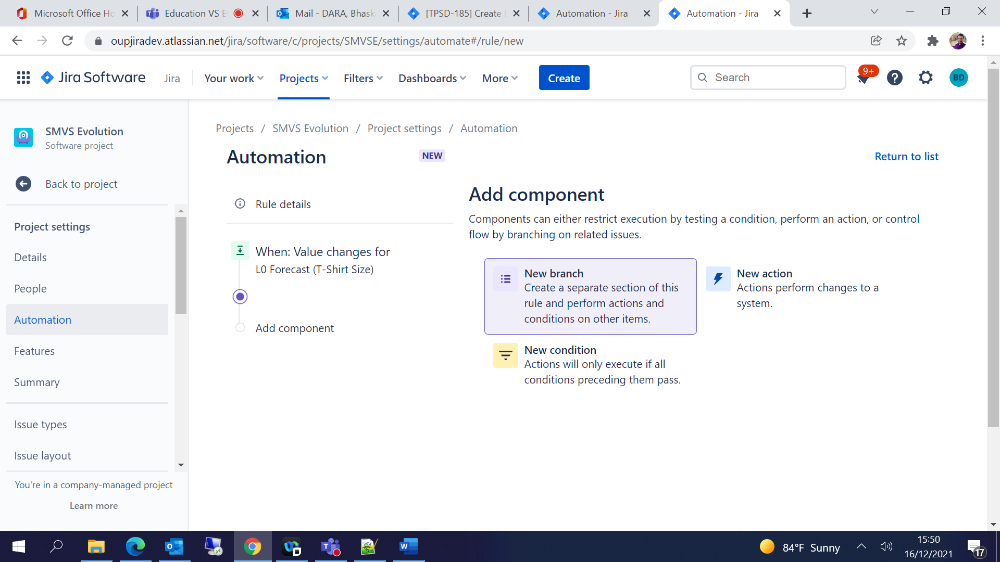 Microsoft Office Ho
Education VS E
Mail - DARA, Bhask
[TPSD-185] Create
Automation - Jira
Automation - Jira
oupjiradev.atlassian.net/jira/software/c/projects/SMVSE/settings/automate#/rule/new
Jira Software
Jira
Your work
Projects
Filters
Dashboards
More
Create
Search
9+
BD
SMVS Evolution
Software project
Back to project
Project settings
Details
People
Automation
Features
Summary
Issue types
Issue layout
You're in a company-managed project
Learn more
Projects / SMVS Evolution / Project settings / Automation
Automation
NEW
Return to list
Rule details
When: Value changes for
L0 Forecast (T-Shirt Size)
Add component
Add component
Components can either restrict execution by testing a condition, perform an action, or control
flow by branching on related issues.
New branch
Create a separate section of this
rule and perform actions and
conditions on other items.
New action
Actions perform changes to a
system.
New condition
Actions will only execute if all
conditions preceding them pass.
84°F Sunny
15:50
16/12/2021
17